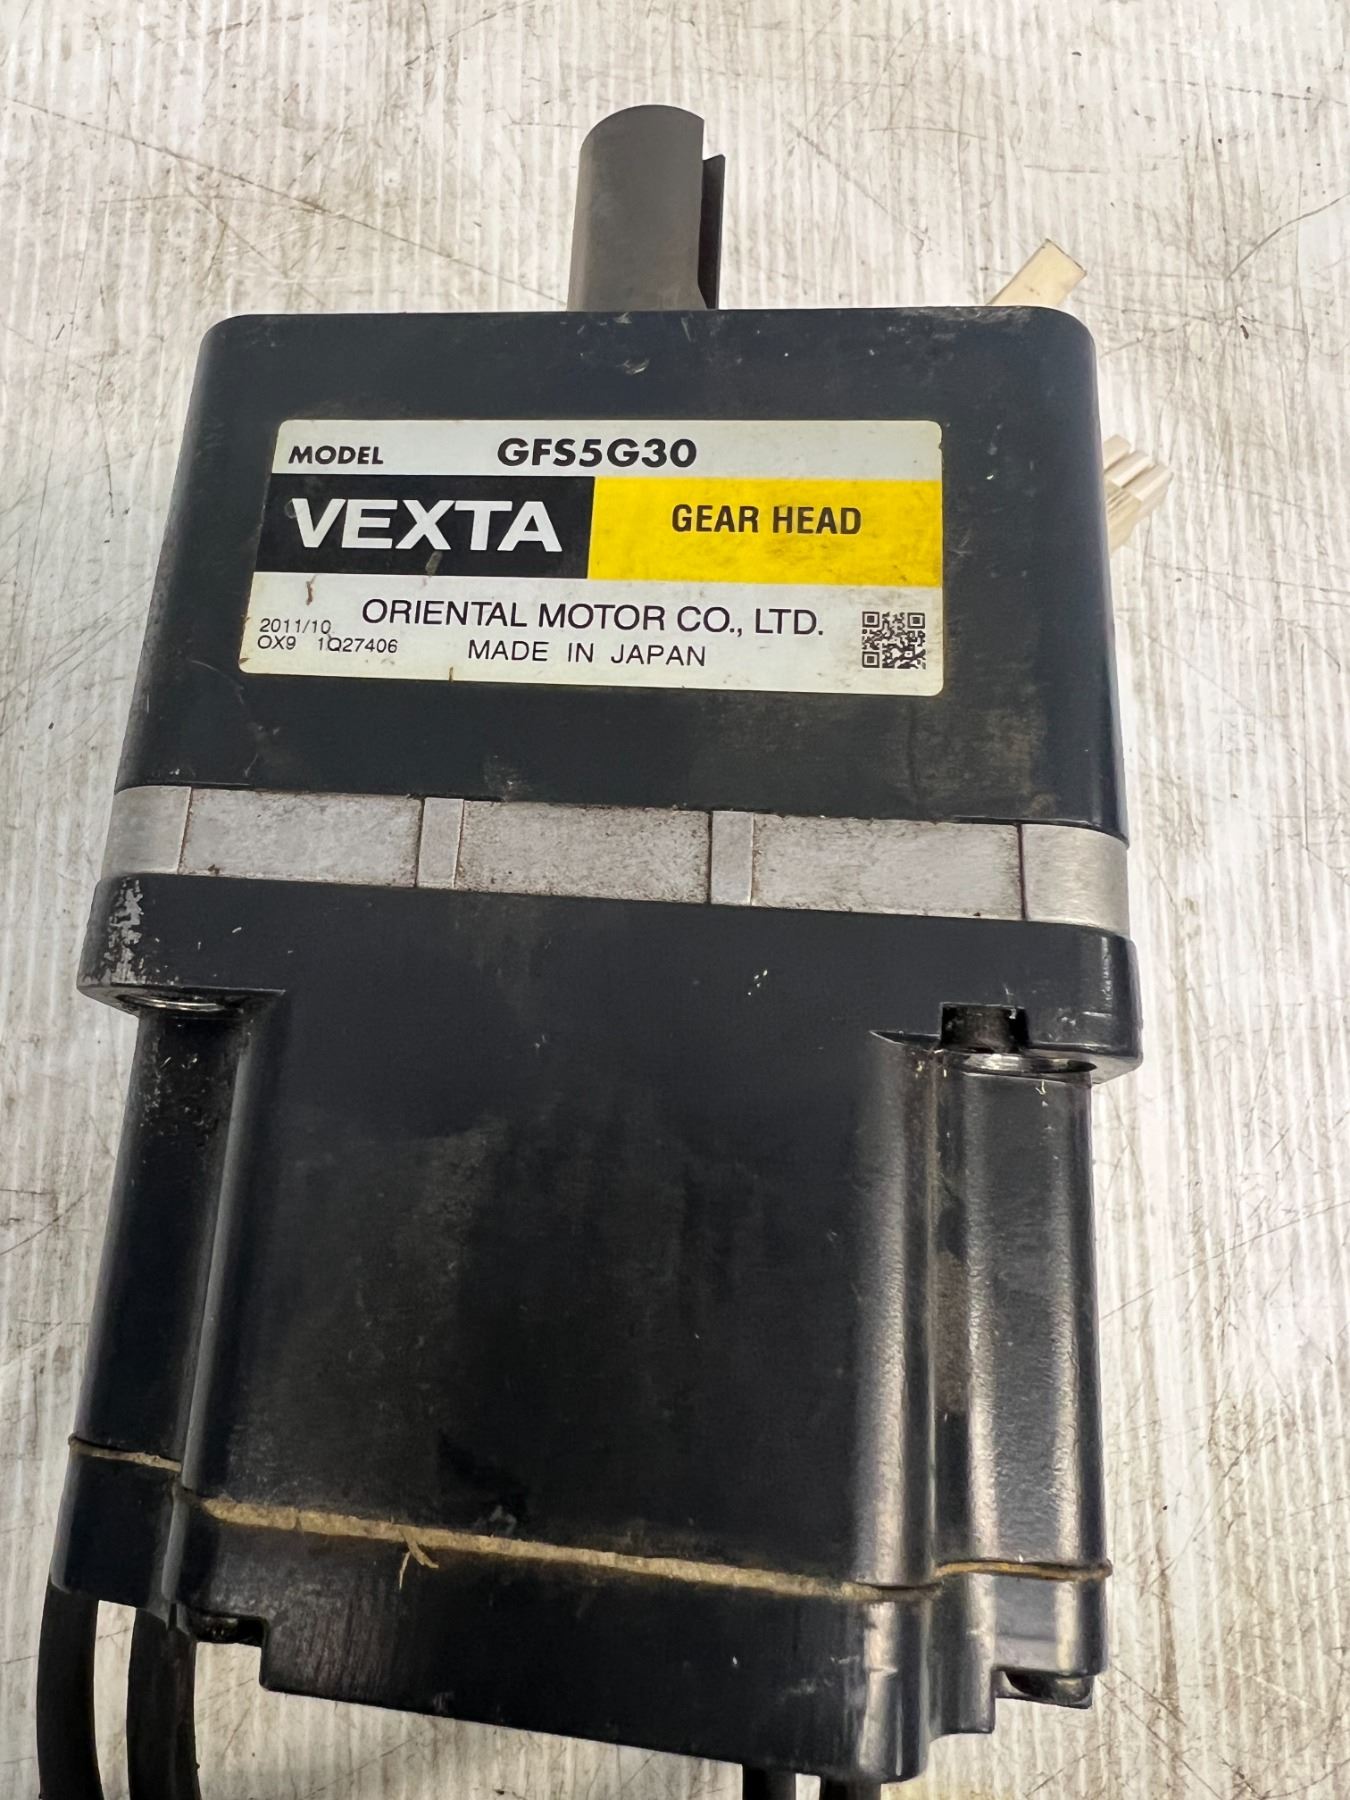 MODEL GFS5G30
VEXTA GEAR HEAD
ORIENTAL MOTOR CO., LTD.
2011/10
OX9 1Q27406 MADE IN JAPAN